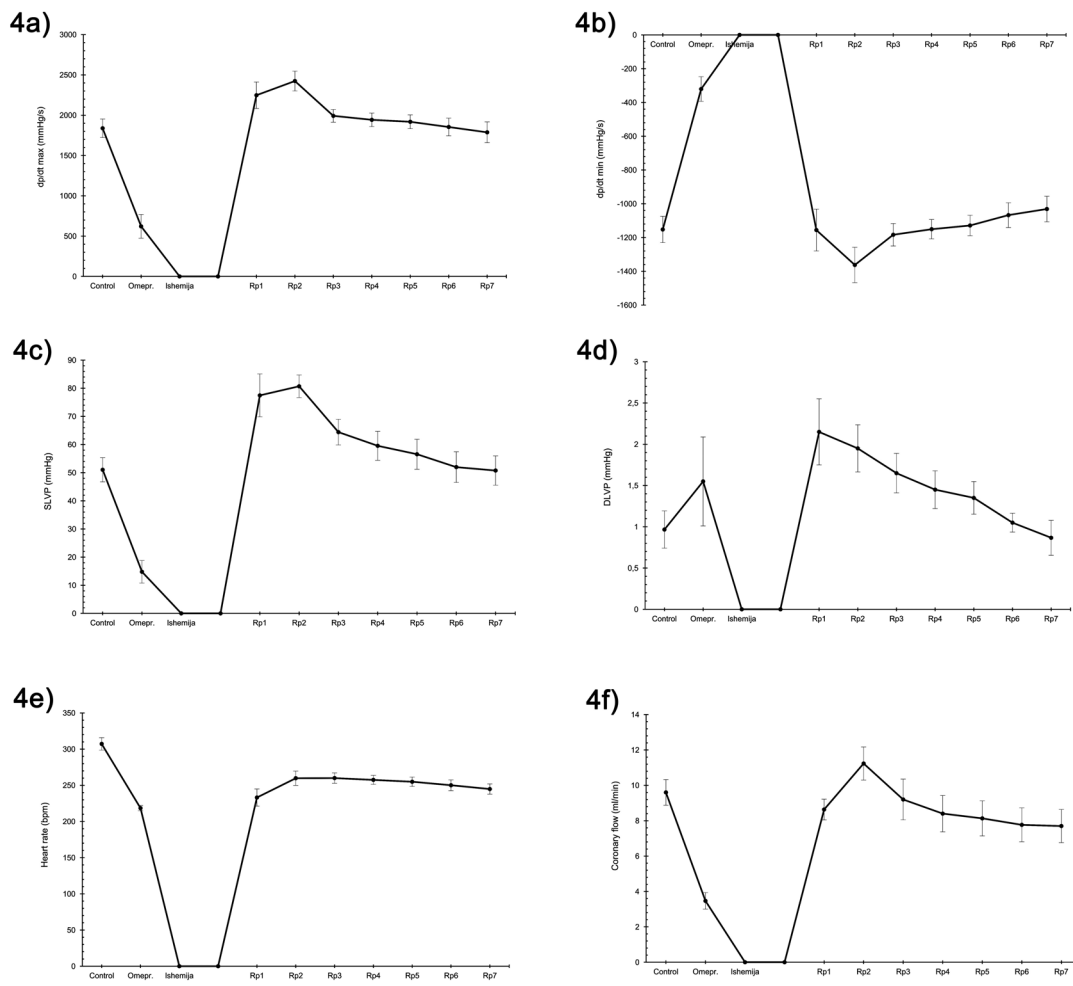 4a)
dp/dt max (mmHg/s)
3000
2500
2000
1500
1000
500
0
Control Omepr. Ishemija Rp1 Rp2 Rp3 Rp4 Rp5 Rp6 Rp7
4b)
dp/dt min (mmHg/s)
0
-200
-400
-600
-800
-1000
-1200
-1400
-1600
Control Omepr. Ishemija Rp1 Rp2 Rp3 Rp4 Rp5 Rp6 Rp7
4c)
SLVP (mmHg)
90
80
70
60
50
40
30
20
10
0
Control Omepr. Ishemija Rp1 Rp2 Rp3 Rp4 Rp5 Rp6 Rp7
4d)
DLVP (mmHg)
3
2,5
2
1,5
1
0,5
0
Control Omepr. Ishemija Rp1 Rp2 Rp3 Rp4 Rp5 Rp6 Rp7
4e)
Heart rate (bpm)
350
300
250
200
150
100
50
0
Control Omepr. Ishemija Rp1 Rp2 Rp3 Rp4 Rp5 Rp6 Rp7
4f)
Coronary flow (ml/min)
14
12
10
8
6
4
2
0
Control Omepr. Ishemija Rp1 Rp2 Rp3 Rp4 Rp5 Rp6 Rp7